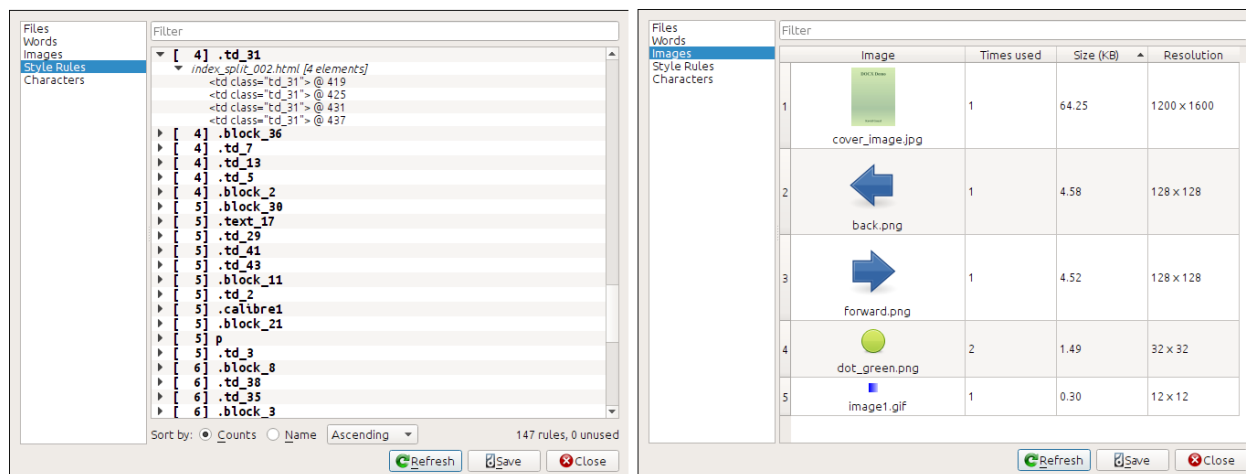 Files
Words
Images
Style Rules
Characters
Filter
[ 4] .td_31
index_split_002.html [4 elements]
<td class="td_31"> @ 419
<td class="td_31"> @ 425
<td class="td_31"> @ 431
<td class="td_31"> @ 437
[ 4] .block_36
[ 4] .td_7
[ 4] .td_13
[ 4] .td_5
[ 4] .block_2
[ 5] .block_30
[ 5] .text_17
[ 5] .td_29
[ 5] .td_41
[ 5] .td_43
[ 5] .block_11
[ 5] .td_2
[ 5] .calibre1
[ 5] .block_21
[ 5] p
[ 5] .td_3
[ 6] .block_8
[ 6] .td_38
[ 6] .td_35
[ 6] .block_3
Sort by: Counts Name Ascending 147 rules, 0 unused
Refresh Save Close
Files
Words
Images
Style Rules
Characters
Filter
Image Times used Size (KB) Resolution
DOCX Demo
1 1 64.25 1200 x 1600
cover_image.jpg
2 1 4.58 128 x 128
back.png
3 1 4.52 128 x 128
forward.png
4 2 1.49 32 x 32
dot_green.png
5 1 0.30 12 x 12
image1.gif
Refresh Save Close